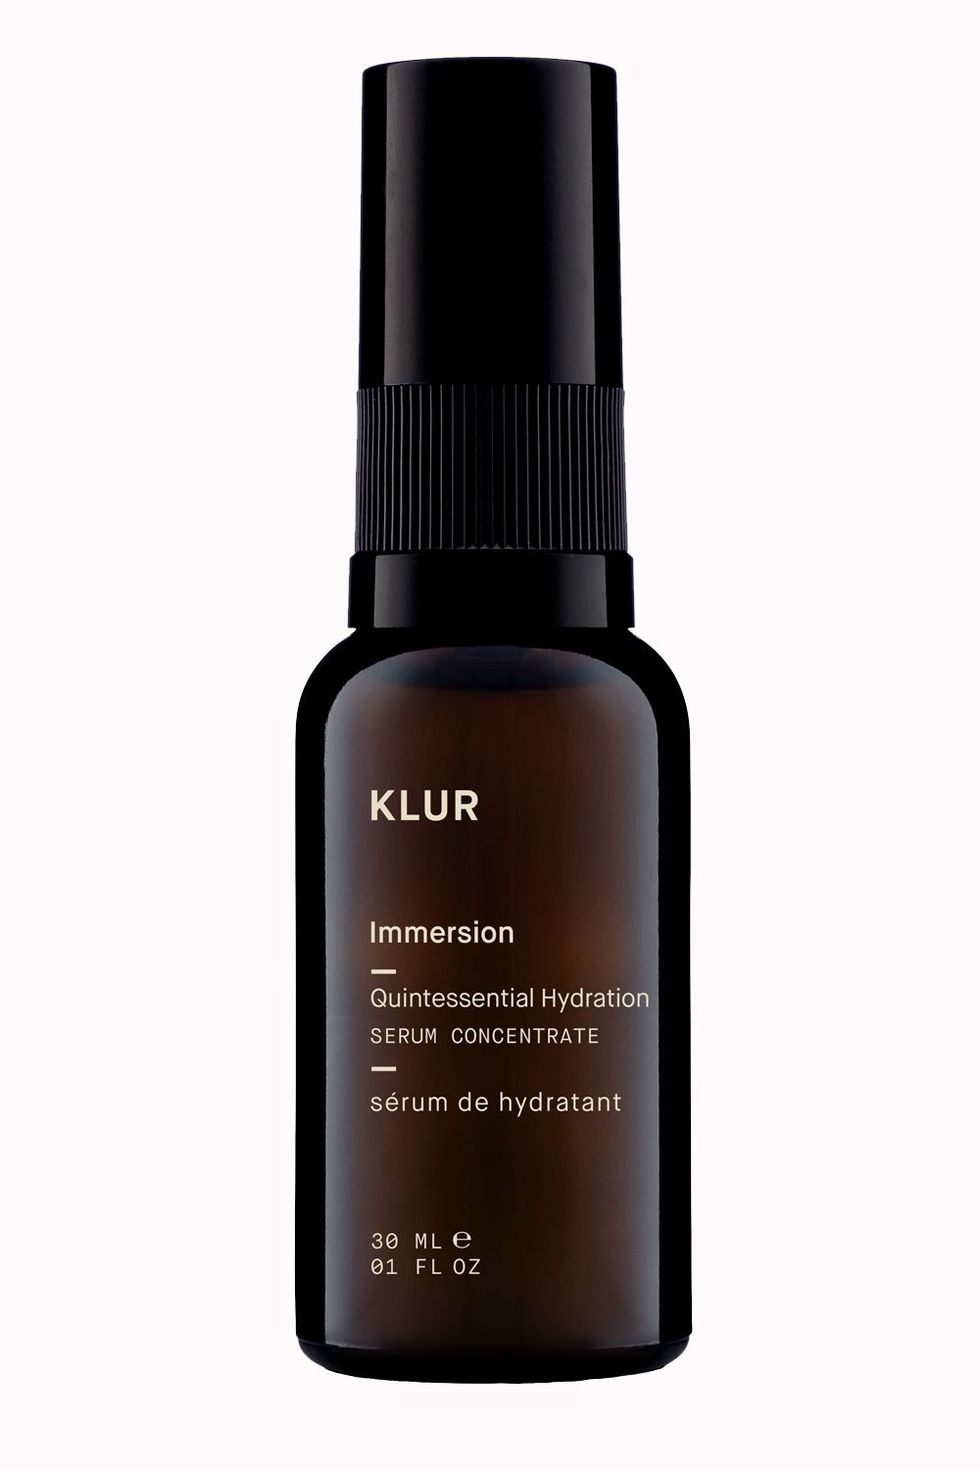 KLUR
Immersion
Quintessential Hydration
SERUM CONCENTRATE
sérum de hydratant
30 ML ℮
01 FL OZ